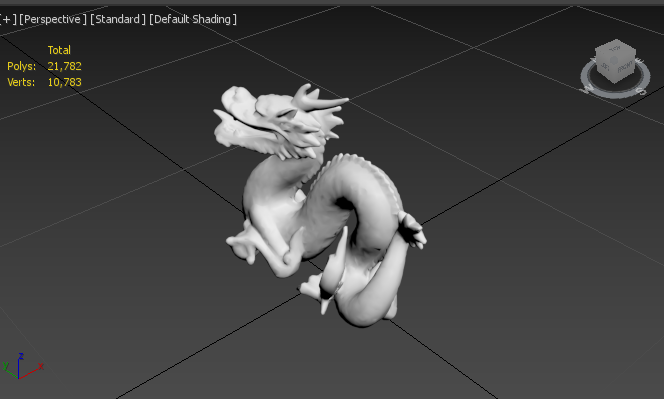 [+] [Perspective ] [Standard ] [Default Shading ]
Total
Polys: 21,782
Verts: 10,783
z
y
x